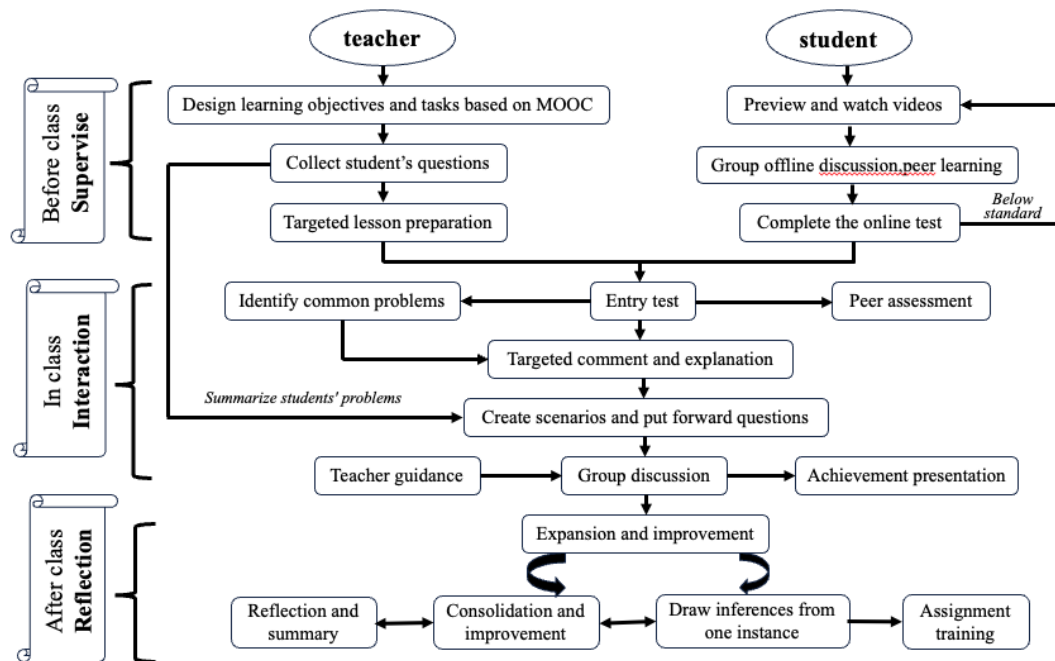 teacher
student
Before class
Supervise
Design learning objectives and tasks based on MOOC
Preview and watch videos
Collect student's questions
Group offline discussion,peer learning
Targeted lesson preparation
Complete the online test
Below
standard
In class
Interaction
Identify common problems
Entry test
Peer assessment
Targeted comment and explanation
Summarize students' problems
Create scenarios and put forward questions
Teacher guidance
Group discussion
Achievement presentation
After class
Reflection
Expansion and improvement
Reflection and
summary
Consolidation and
improvement
Draw inferences from
one instance
Assignment
training